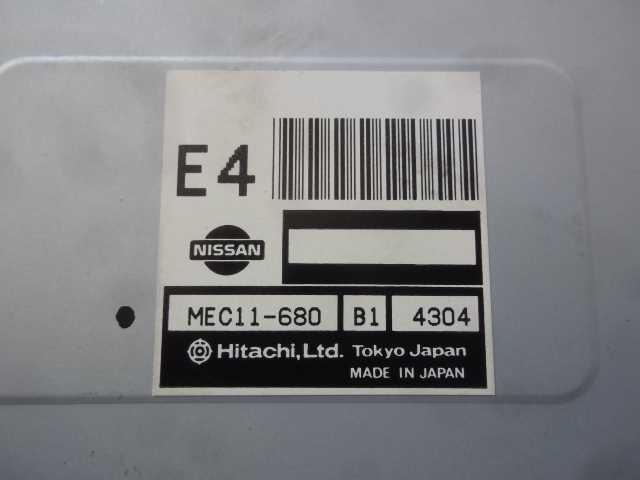 E4
NISSAN
MEC11-680 B1 4304
Hitachi, Ltd. Tokyo Japan
MADE IN JAPAN